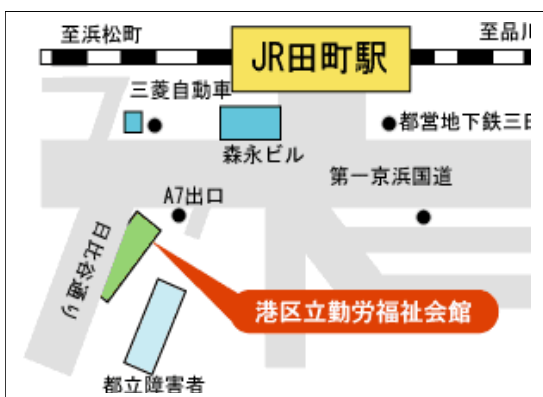 至浜松町
至品川
JR田町駅
三菱自動車
都営地下鉄三田
森永ビル
第一京浜国道
A7出口
日比谷通り
港区立勤労福祉会館
都立障害者